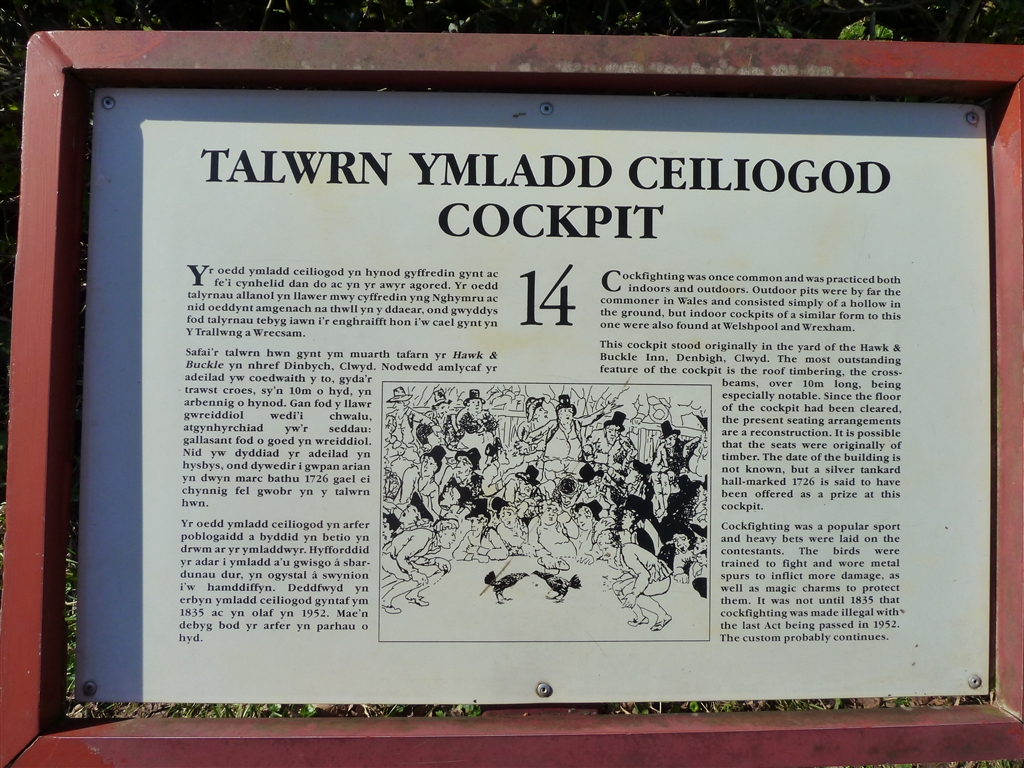 TALWRN YMLADD CEILIOGOD
COCKPIT
14
Yr oedd ymladd ceiliogod yn hynod gyffredin gynt ac
fe'i cynhelid dan do ac yn yr awyr agored. Yr oedd
talyrnau allanol yn llawer mwy cyffredin yng Nghymru ac
nid oeddynt amgenach na thwll yn y ddaear, ond gwyddys
fod talyrnau tebyg iawn i'r enghraifft hon i'w cael gynt yn
Y Trallwng a Wrecsam.
Safai'r talwrn hwn gynt ym muarth tafarn yr Hawk &
Buckle yn nhref Dinbych, Clwyd. Nodwedd amlycaf yr
adeilad yw coedwaith y to, gyda'r
trawst croes, sy'n 10m o hyd, yn
arbennig o hynod. Gan fod y llawr
gwreiddiol wedi'i chwalu,
atgynhyrchiad yw'r seddau:
gallasant fod o goed yn wreiddiol.
Nid yw dyddiad yr adeilad yn
hysbys, ond dywedir i gwpan arian
yn dwyn marc bathu 1726 gael ei
chynnig fel gwobr yn y talwrn
hwn.
Yr oedd ymladd ceiliogod yn arfer
poblogaidd a byddid yn betio yn
drwm ar yr ymladdwyr. Hyfforddid
yr adar i ymladd a'u gwisgo â sbar-
dunau dur, yn ogystal â swynion
i'w hamddiffyn. Deddfwyd yn
erbyn ymladd ceiliogod gyntaf ym
1835 ac yn olaf yn 1952. Mae'n
debyg bod yr arfer yn parhau o
hyd.
Cockfighting was once common and was practiced both
indoors and outdoors. Outdoor pits were by far the
commoner in Wales and consisted simply of a hollow in
the ground, but indoor cockpits of a similar form to this
one were also found at Welshpool and Wrexham.
This cockpit stood originally in the yard of the Hawk &
Buckle Inn, Denbigh, Clwyd. The most outstanding
feature of the cockpit is the roof timbering, the cross-
beams, over 10m long, being
especially notable. Since the floor
of the cockpit had been cleared,
the present seating arrangements
are a reconstruction. It is possible
that the seats were originally of
timber. The date of the building is
not known, but a silver tankard
hall-marked 1726 is said to have
been offered as a prize at this
cockpit.
Cockfighting was a popular sport
and heavy bets were laid on the
contestants. The birds were
trained to fight and wore metal
spurs to inflict more damage, as
well as magic charms to protect
them. It was not until 1835 that
cockfighting was made illegal with
the last Act being passed in 1952.
The custom probably continues.